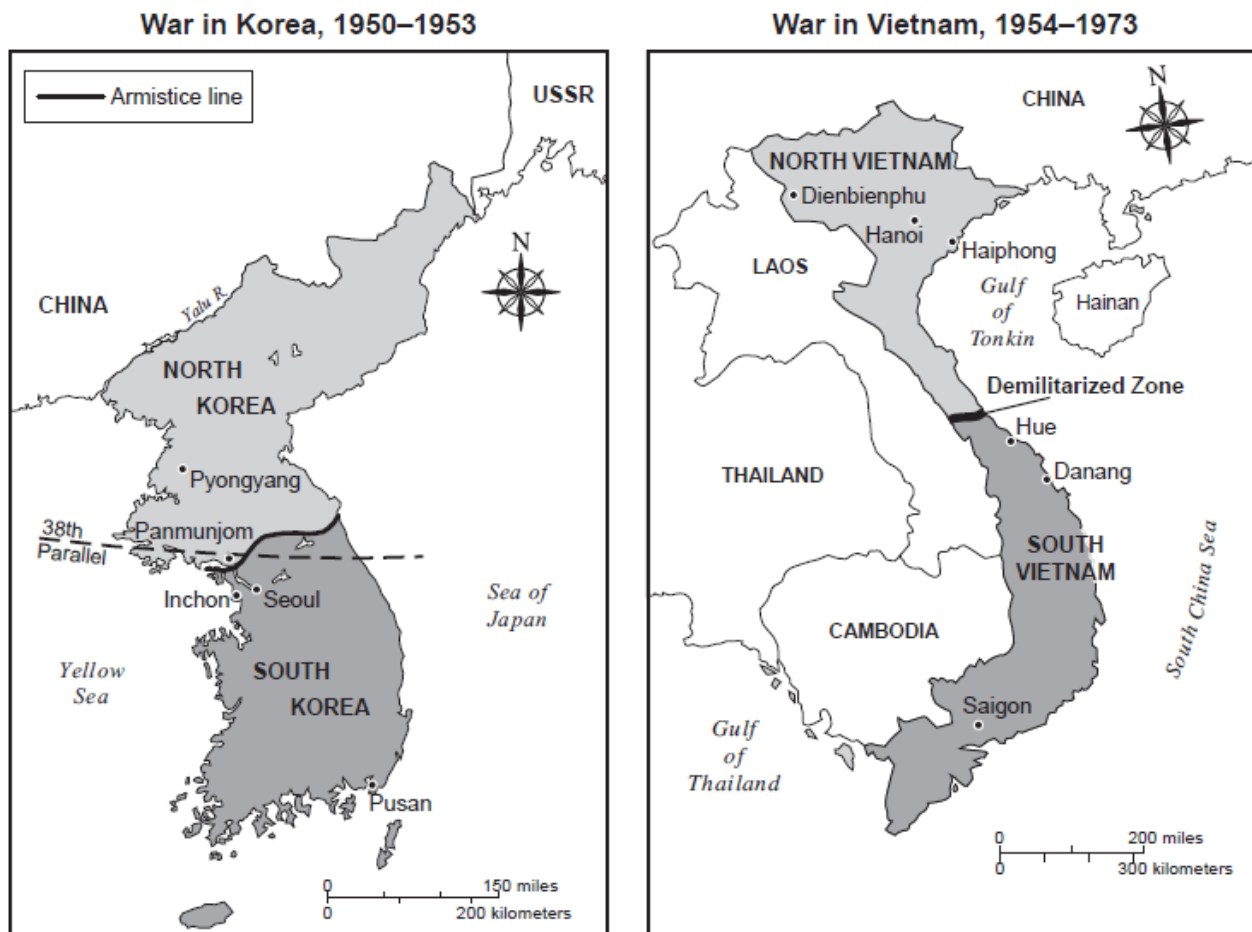 War in Korea, 1950–1953
Armistice line
USSR
N
CHINA
Yalu R.
NORTH
KOREA
Pyongyang
Panmunjom
38th
Parallel
Inchon
Seoul
Sea of
Japan
Yellow
Sea
SOUTH
KOREA
Pusan
0
150 miles
0
200 kilometers
War in Vietnam, 1954–1973
N
CHINA
NORTH VIETNAM
Dienbienphu
Hanoi
Haiphong
LAOS
Gulf
of
Tonkin
Hainan
Demilitarized Zone
Hue
THAILAND
Danang
SOUTH
VIETNAM
South China Sea
CAMBODIA
Saigon
Gulf
of
Thailand
0
200 miles
0
300 kilometers